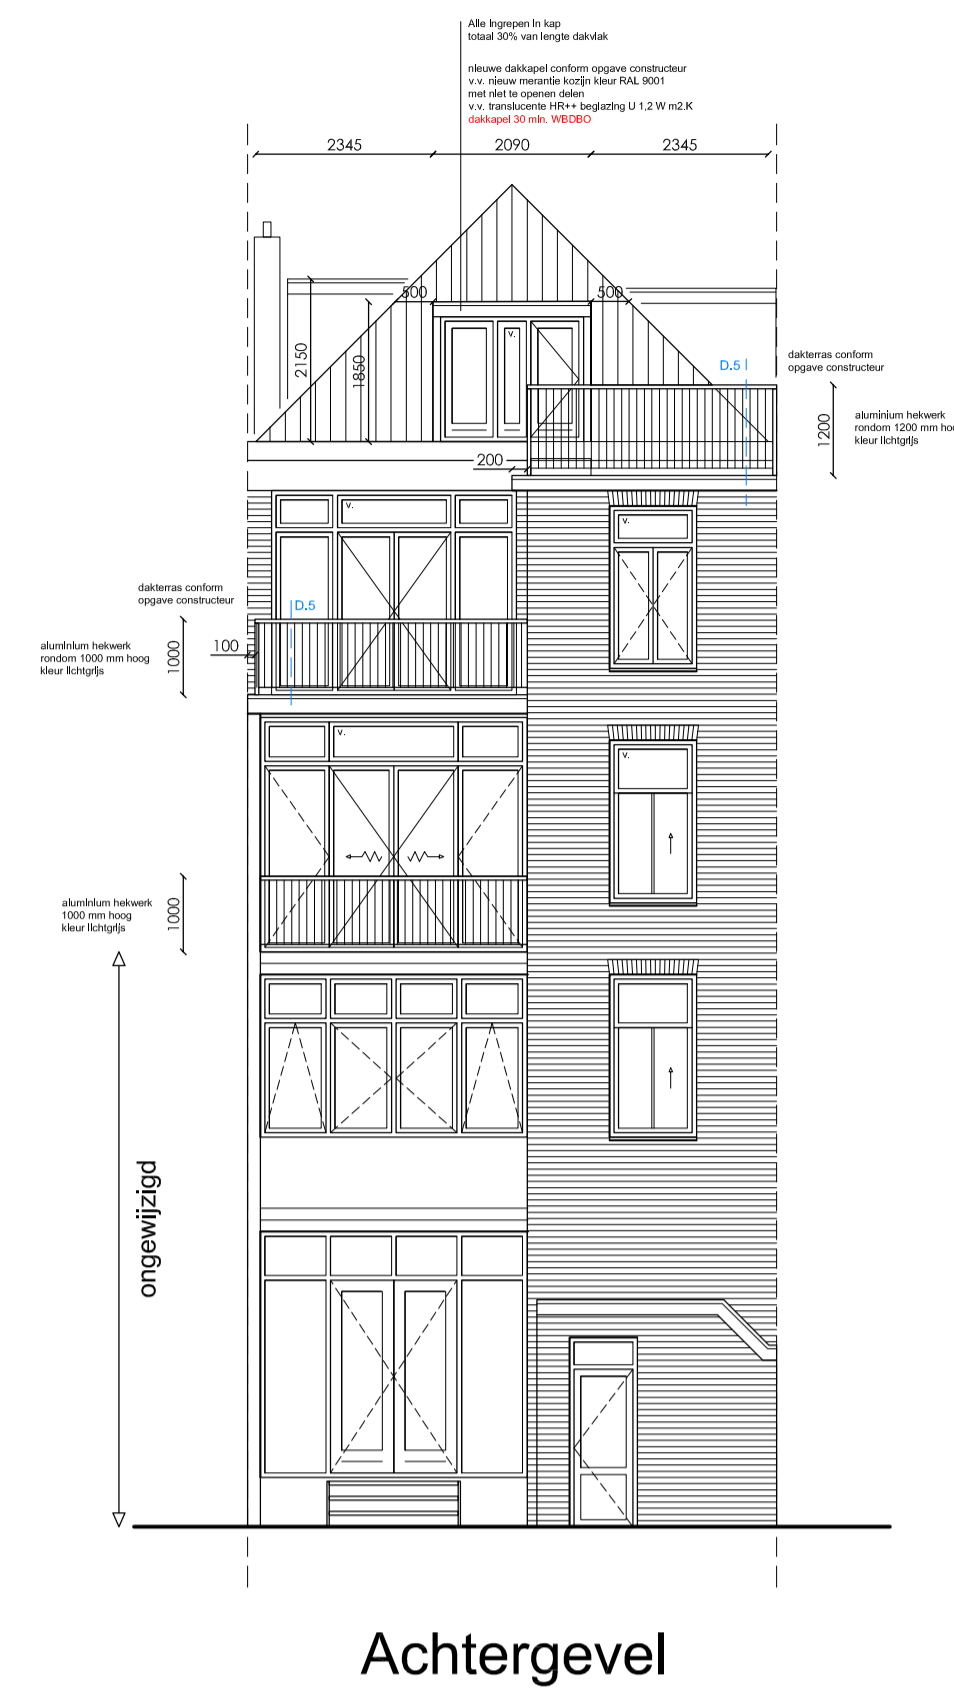 Alle Ingrepen In kap
totaal 30% van lengte dakvlak
nieuwe dakkapel conform opgave constructeur
v.v. nieuw merantie kozijn kleur RAL 9001
met niet te openen delen
v.v. translucente HR++ beglazing U 1,2 W m2.K
dakkapel 30 min. WBDBO
2345
2090
2345
500
500
2150
1850
v.
D.5
dakterras conform
opgave constructeur
1200
aluminium hekwerk
rondom 1200 mm hoo
kleur lichtgrijs
200
v.
v.
dakterras conform
opgave constructeur
D.5
aluminium hekwerk
rondom 1000 mm hoog
kleur lichtgrijs
1000
100
v.
v.
aluminium hekwerk
1000 mm hoog
kleur lichtgrijs
1000
ongewijzigd
Achtergevel